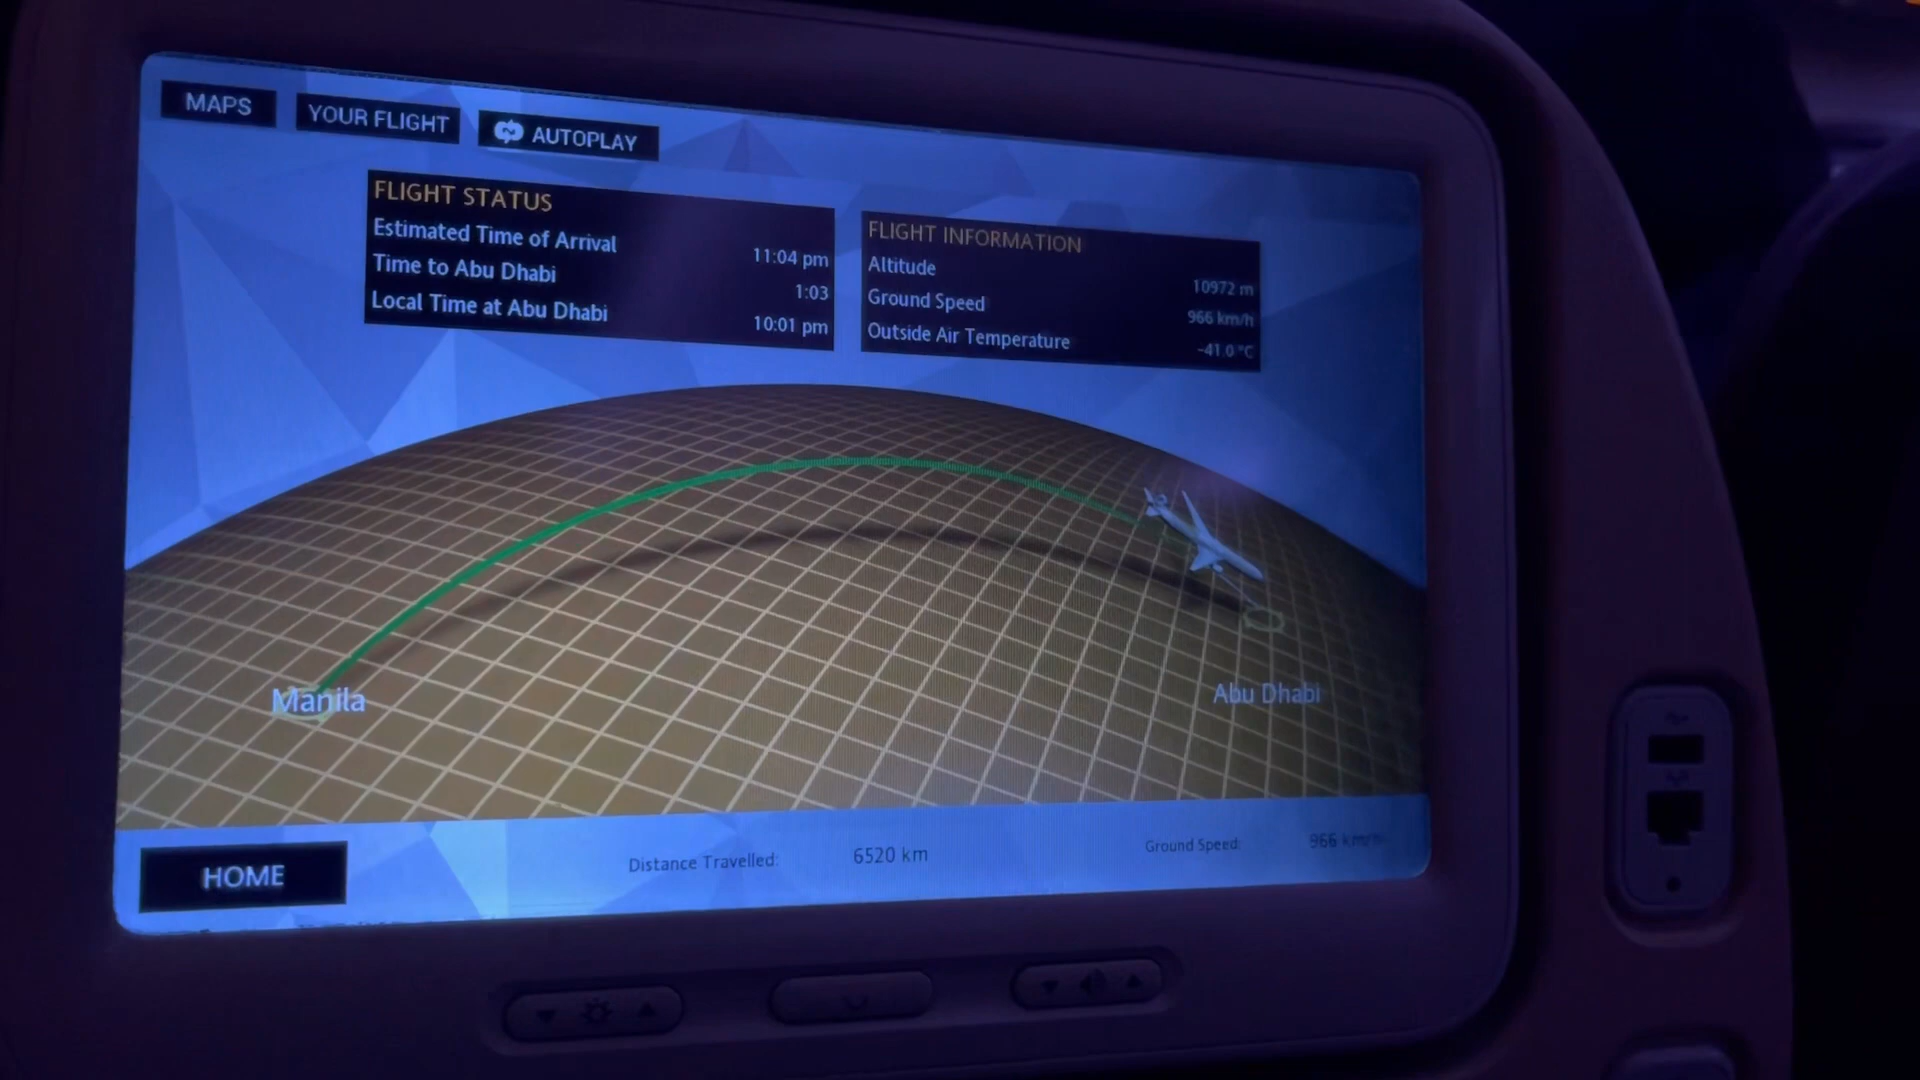 MAPS
YOUR FLIGHT
AUTOPLAY
FLIGHT STATUS
Estimated Time of Arrival 11:04 pm
Time to Abu Dhabi 1:03
Local Time at Abu Dhabi 10:01 pm
FLIGHT INFORMATION
Altitude 10972 m
Ground Speed 966 km/h
Outside Air Temperature -41.0 °C
Manila
Abu Dhabi
HOME
Distance Travelled: 6520 km
Ground Speed: 966 km/h